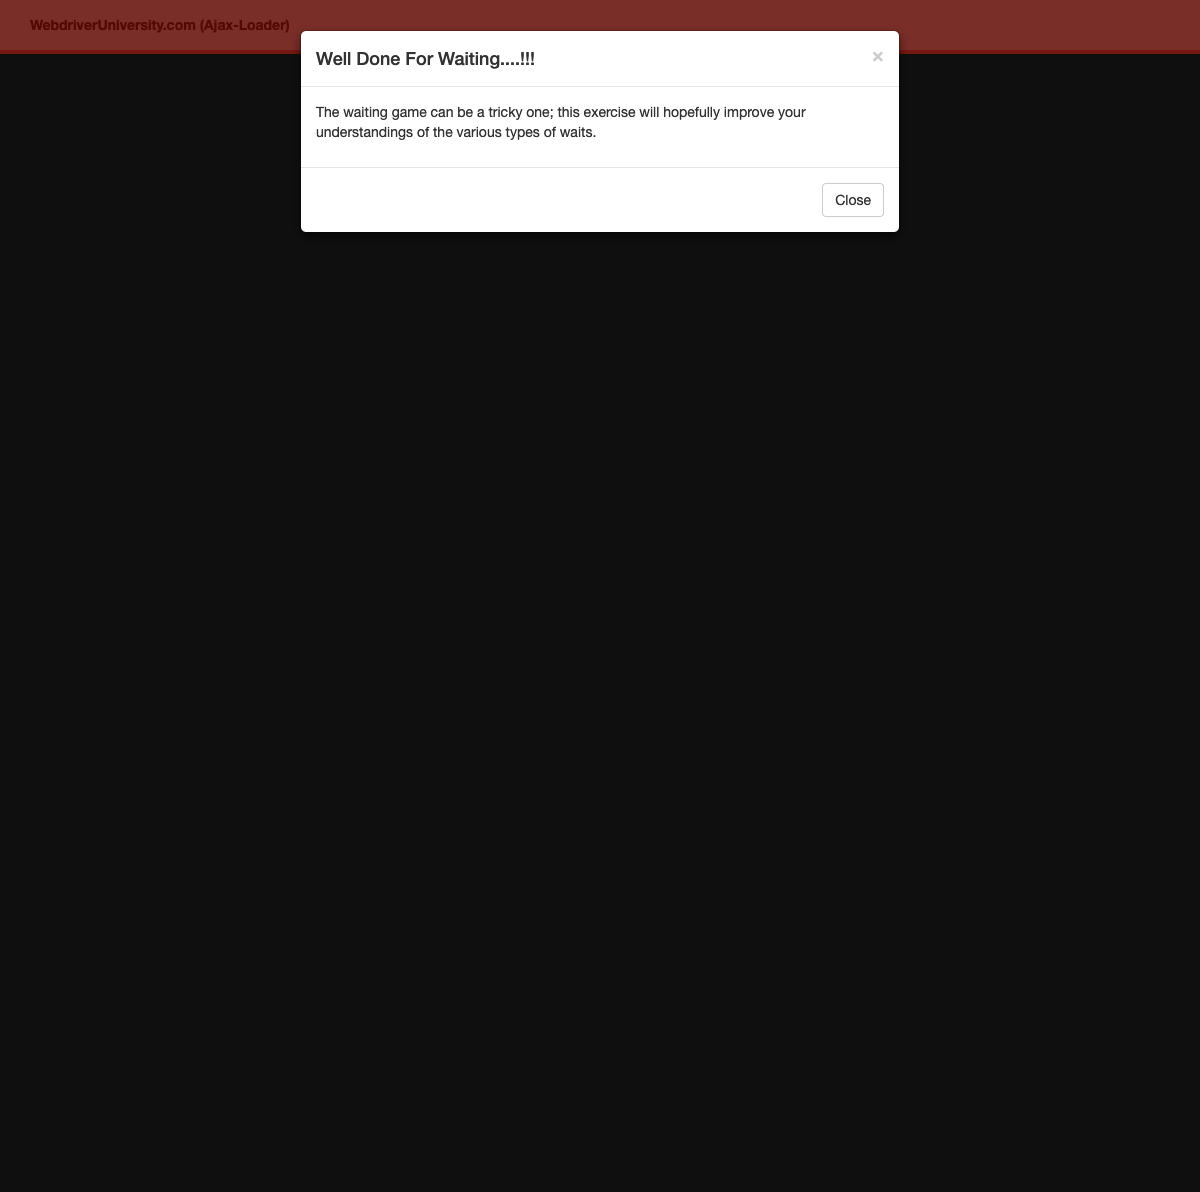 WebdriverUniversity.com (Ajax-Loader)
Well Done For Waiting....!!!
×
The waiting game can be a tricky one; this exercise will hopefully improve your
understandings of the various types of waits.
Close